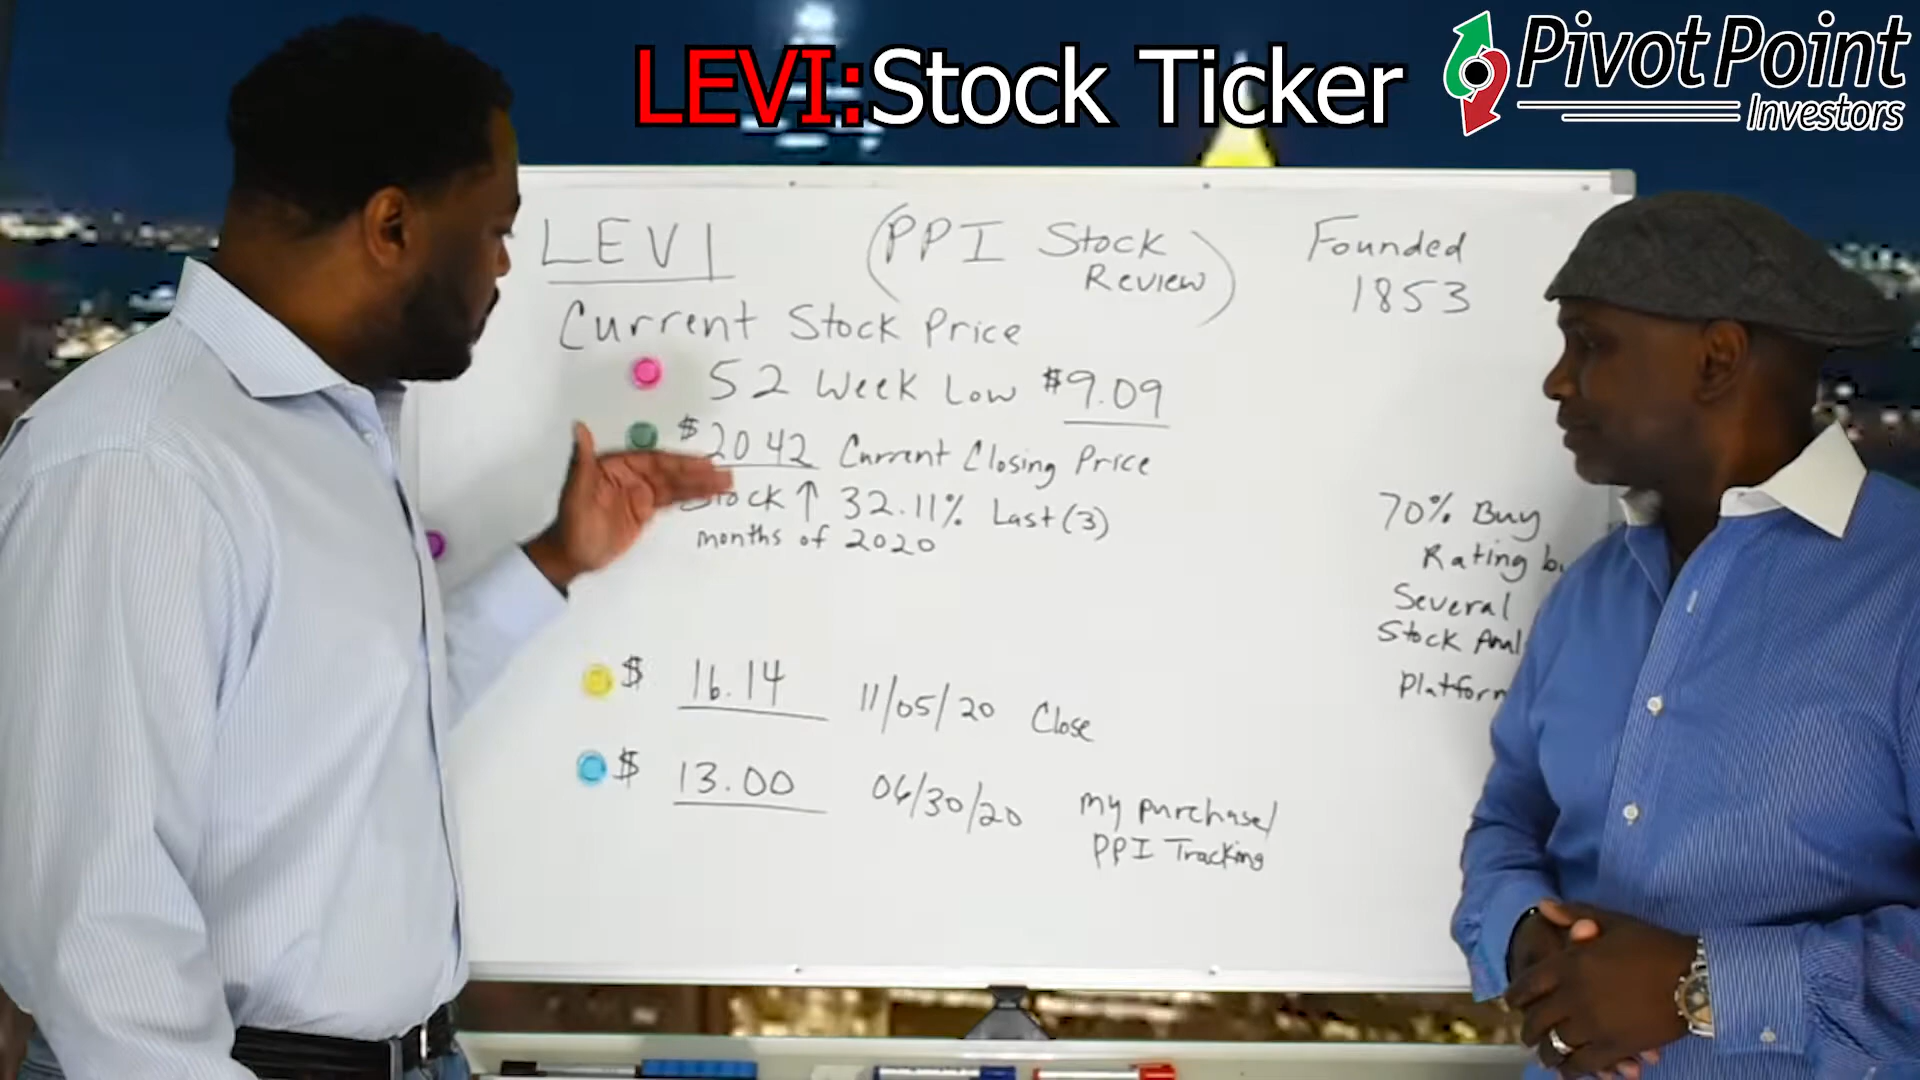 LEVI:Stock Ticker
PivotPoint
Investors
LEVI
(PPI Stock
Review)
Founded
1853
Current Stock Price
52 Week Low $9.09
$2042 Current Closing Price
Stock ↑ 32.11% Last (3)
months of 2020
70% Buy
Rating
Several
Stock
$ 16.14 11/05/20 Close
$ 13.00 06/30/20 my purchase/
PPI Tracking